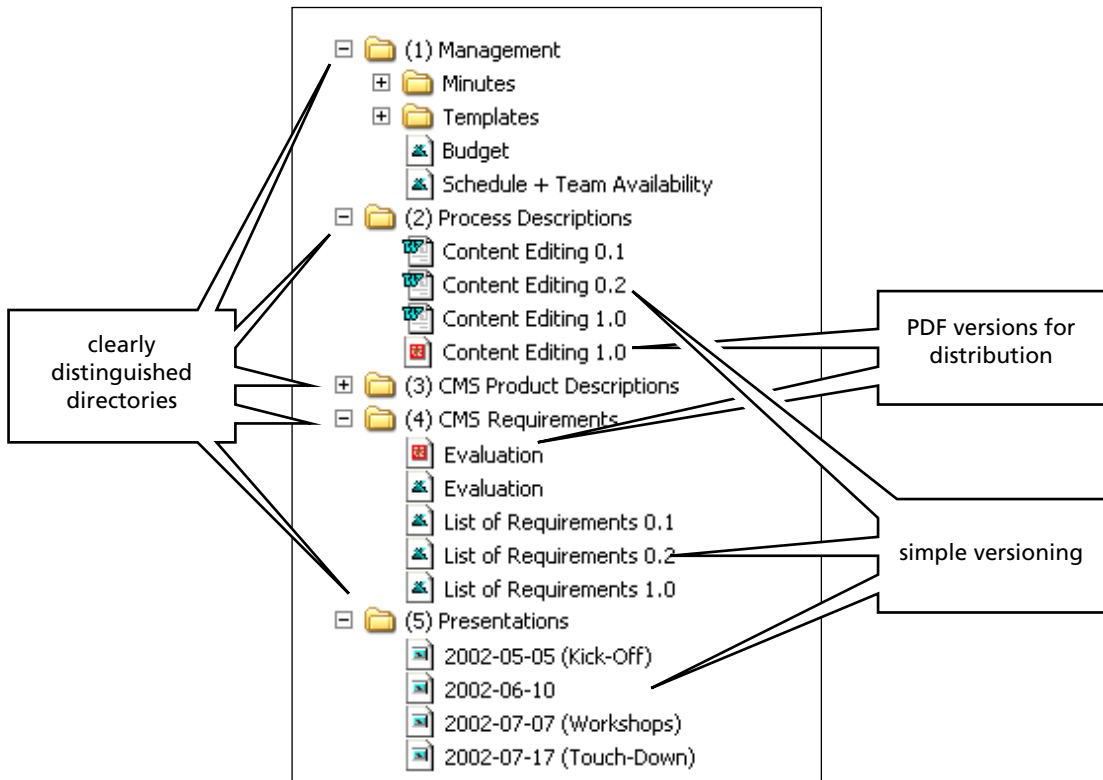 (1) Management
Minutes
Templates
Budget
Schedule + Team Availability
(2) Process Descriptions
Content Editing 0.1
Content Editing 0.2
Content Editing 1.0
Content Editing 1.0
(3) CMS Product Descriptions
(4) CMS Requirements
Evaluation
Evaluation
List of Requirements 0.1
List of Requirements 0.2
List of Requirements 1.0
(5) Presentations
2002-05-05 (Kick-Off)
2002-06-10
2002-07-07 (Workshops)
2002-07-17 (Touch-Down)
clearly
distinguished
directories
PDF versions for
distribution
simple versioning